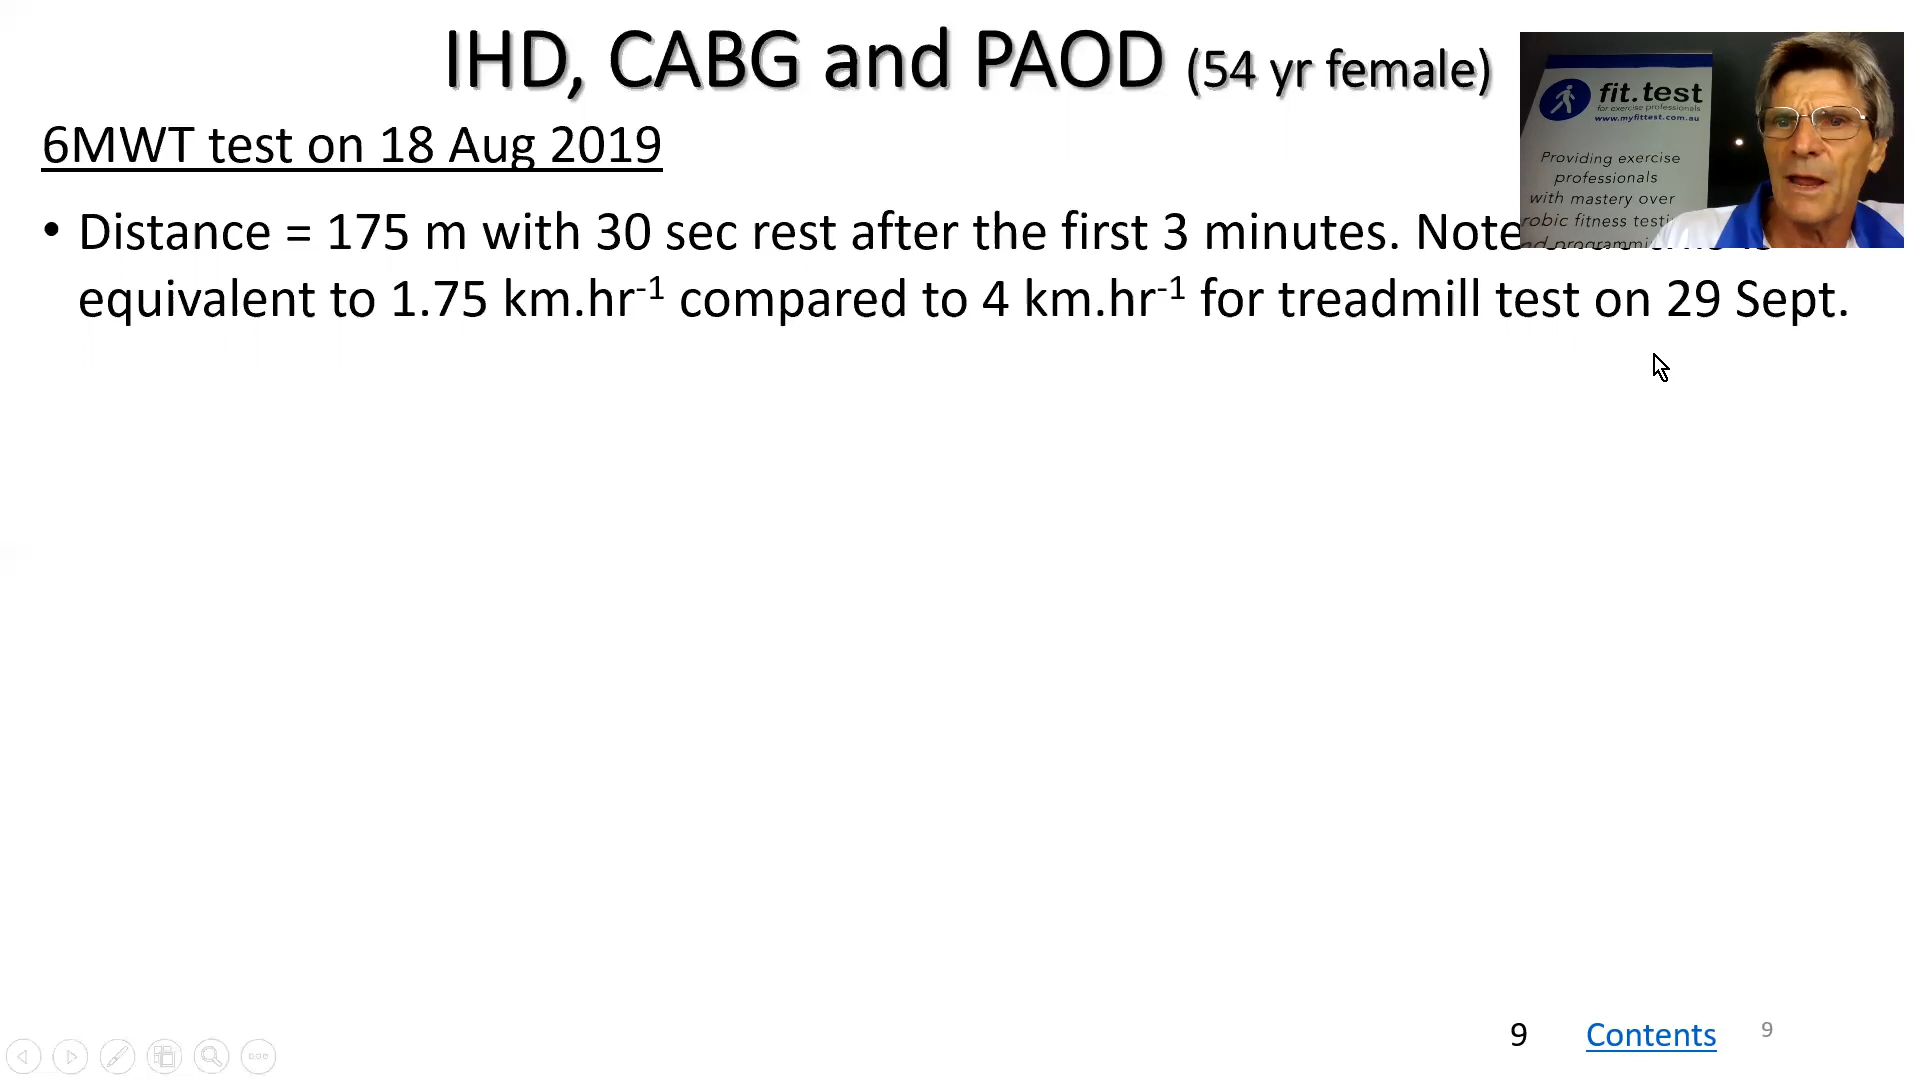 IHD, CABG and PAOD (54 yr female)
6MWT test on 18 Aug 2019
• Distance = 175 m with 30 sec rest after the first 3 minutes. Note
equivalent to 1.75 km.hr-1 compared to 4 km.hr-1 for treadmill test on 29 Sept.
fit.test
for exercise professionals
www.myfittest.com.au
Providing exercise
professionals
with mastery over
9 Contents 9